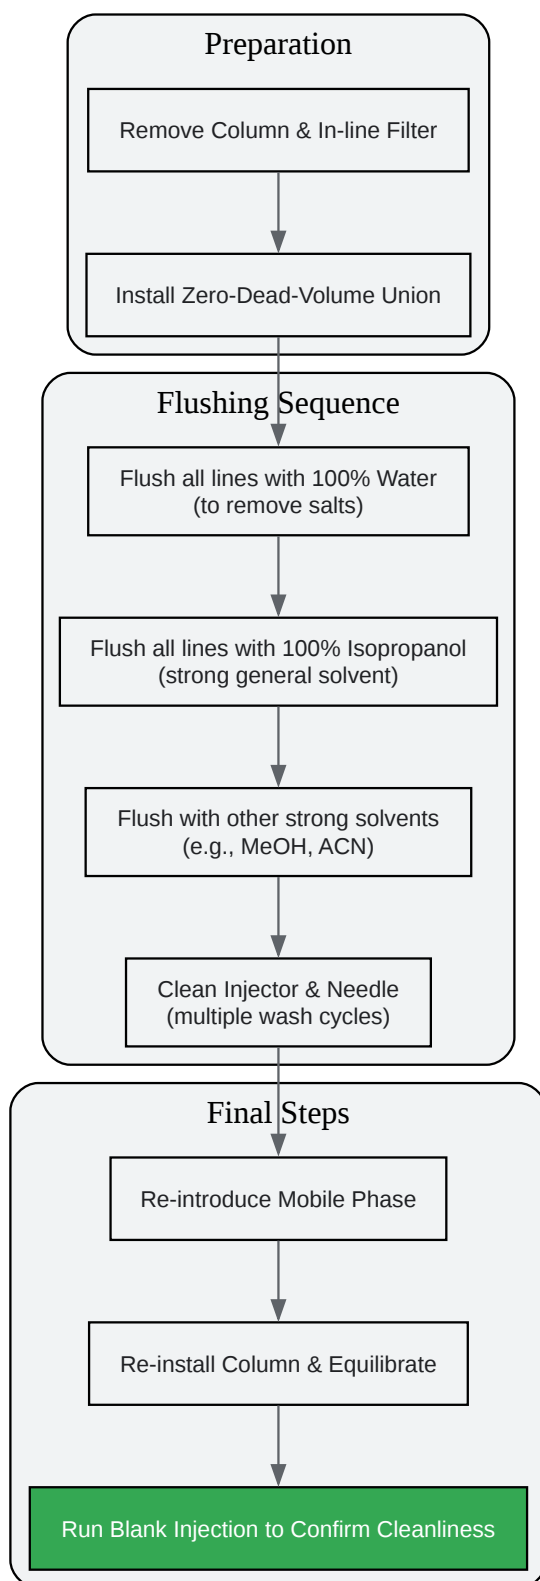 Preparation
Remove Column & In-line Filter
Install Zero-Dead-Volume Union
Flushing Sequence
Flush all lines with 100% Water
(to remove salts)
Flush all lines with 100% Isopropanol
(strong general solvent)
Flush with other strong solvents
(e.g., MeOH, ACN)
Clean Injector & Needle
(multiple wash cycles)
Final Steps
Re-introduce Mobile Phase
Re-install Column & Equilibrate
Run Blank Injection to Confirm Cleanliness